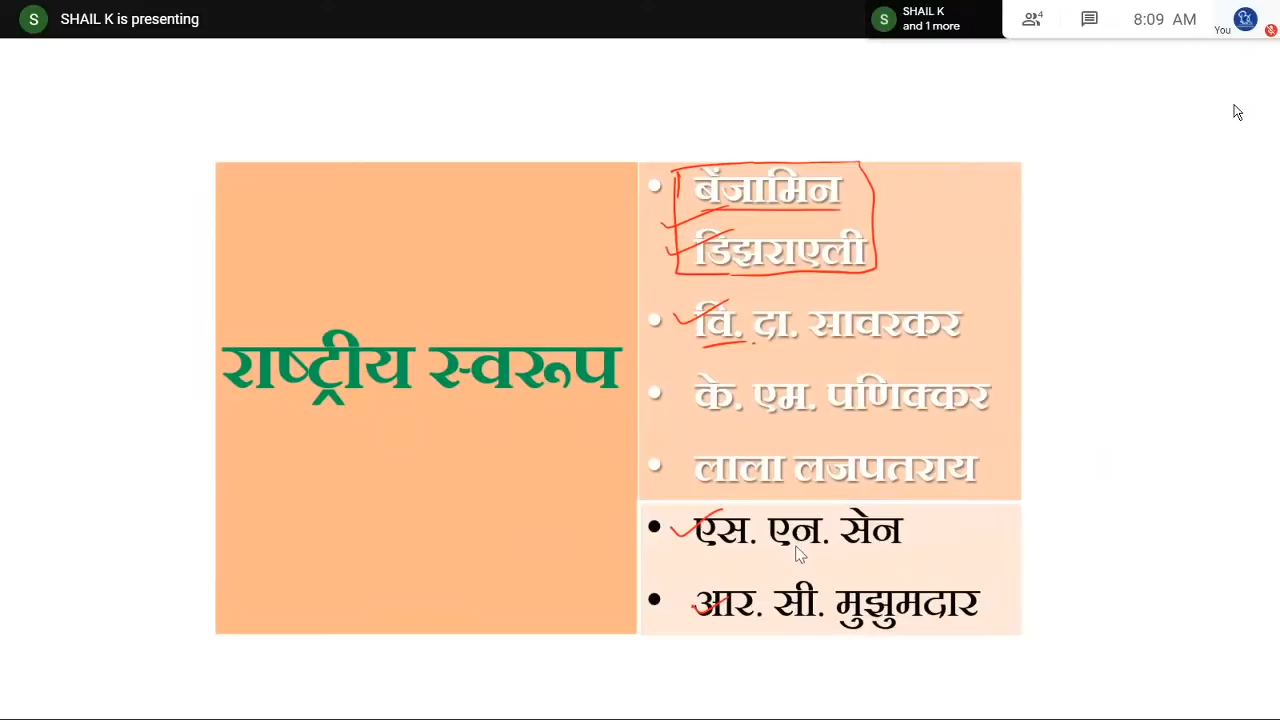 S SHAIL K is presenting
S SHAIL K
and 1 more
4
8:09 AM
You
राष्ट्रीय स्वरूप
• बेंजामिन
डिझराएली
• वि. दा. सावरकर
• के. एम. पणिक्कर
• लाला लजपतराय
• एस. एन. सेन
• आर. सी. मुझुमदार